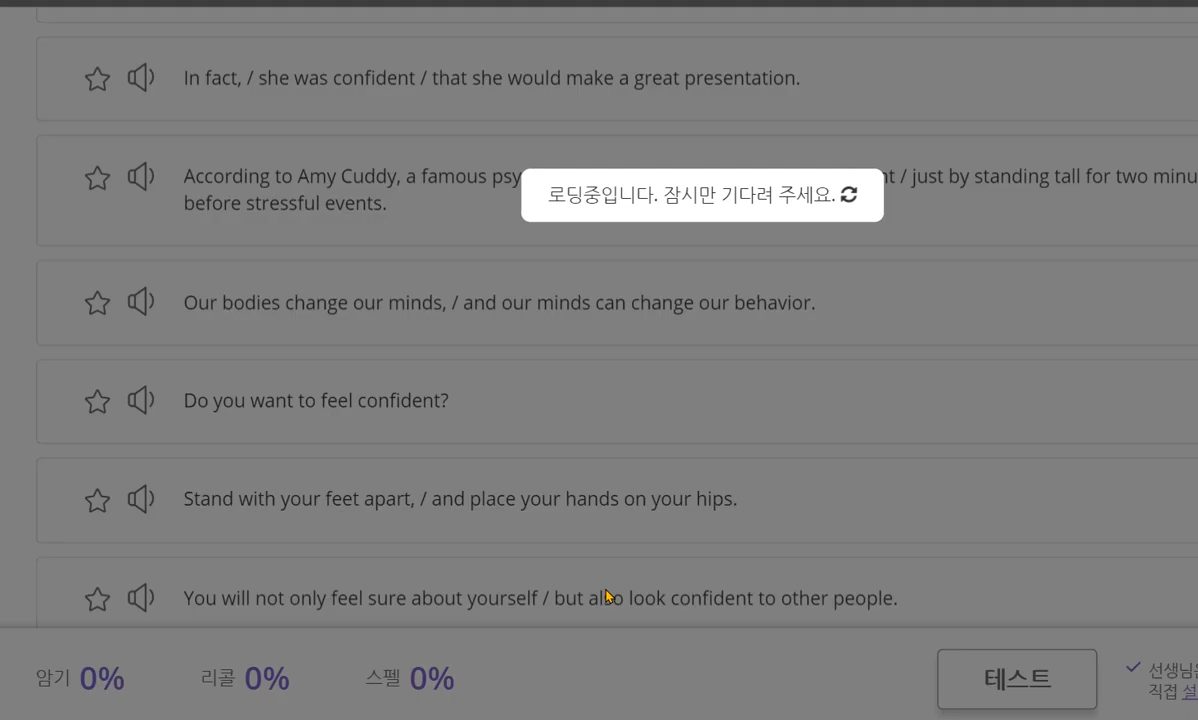 In fact, / she was confident / that she would make a great presentation.
According to Amy Cuddy, a famous psy
nt / just by standing tall for two minu
before stressful events.
로딩중입니다. 잠시만 기다려 주세요.
Our bodies change our minds, / and our minds can change our behavior.
Do you want to feel confident?
Stand with your feet apart, / and place your hands on your hips.
You will not only feel sure about yourself / but also look confident to other people.
암기 0% 리콜 0% 스펠 0%
테스트
선생님은
직접 설